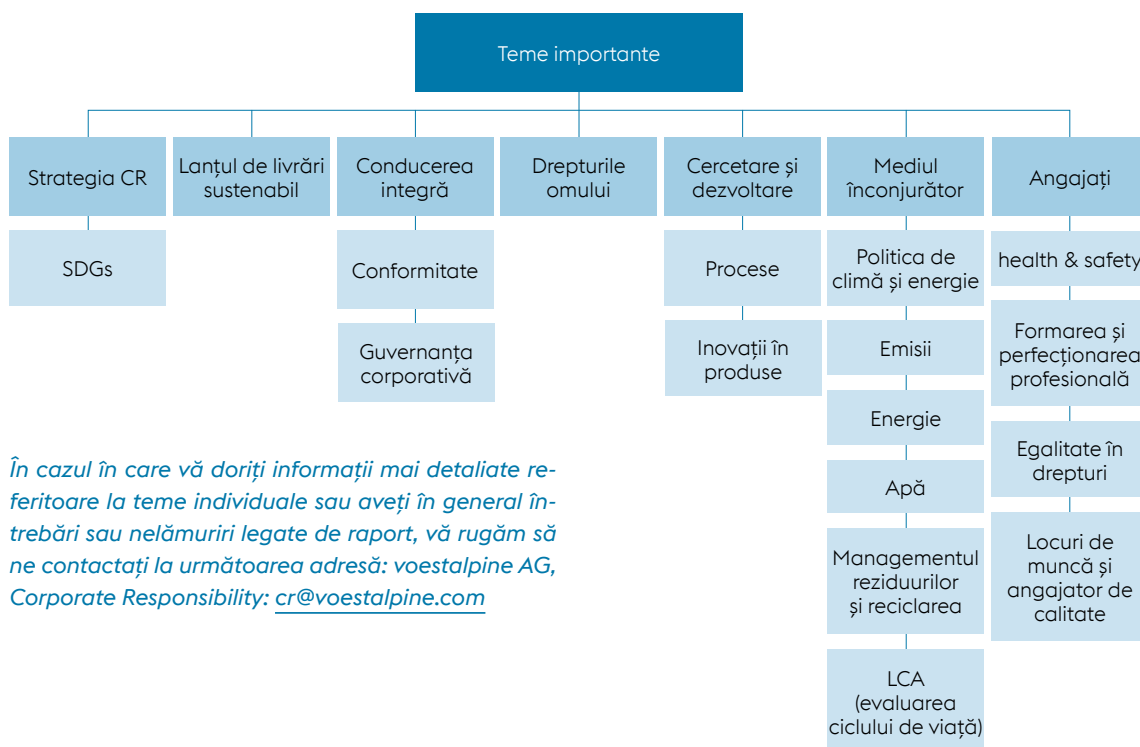 Teme importante
Strategia CR
SDGs
Lanțul de livrări
sustenabil
Conducerea
integră
Conformitate
Guvernanța
corporativă
Drepturile
omului
Cercetare și
dezvoltare
Procese
Inovații în
produse
Mediul
înconjurător
Politica de
climă și energie
Emisii
Energie
Apă
Managementul
reziduurilor
și reciclarea
LCA
(evaluarea
ciclului de viață)
Angajați
health & safety
Formarea și
perfecționarea
profesională
Egalitate în
drepturi
Locuri de
muncă și
angajator de
calitate
În cazul în care vă doriți informații mai detaliate re-
feritoare la teme individuale sau aveți în general în-
trebări sau nelămuriri legate de raport, vă rugăm să
ne contactați la următoarea adresă: voestalpine AG,
Corporate Responsibility: cr@voestalpine.com